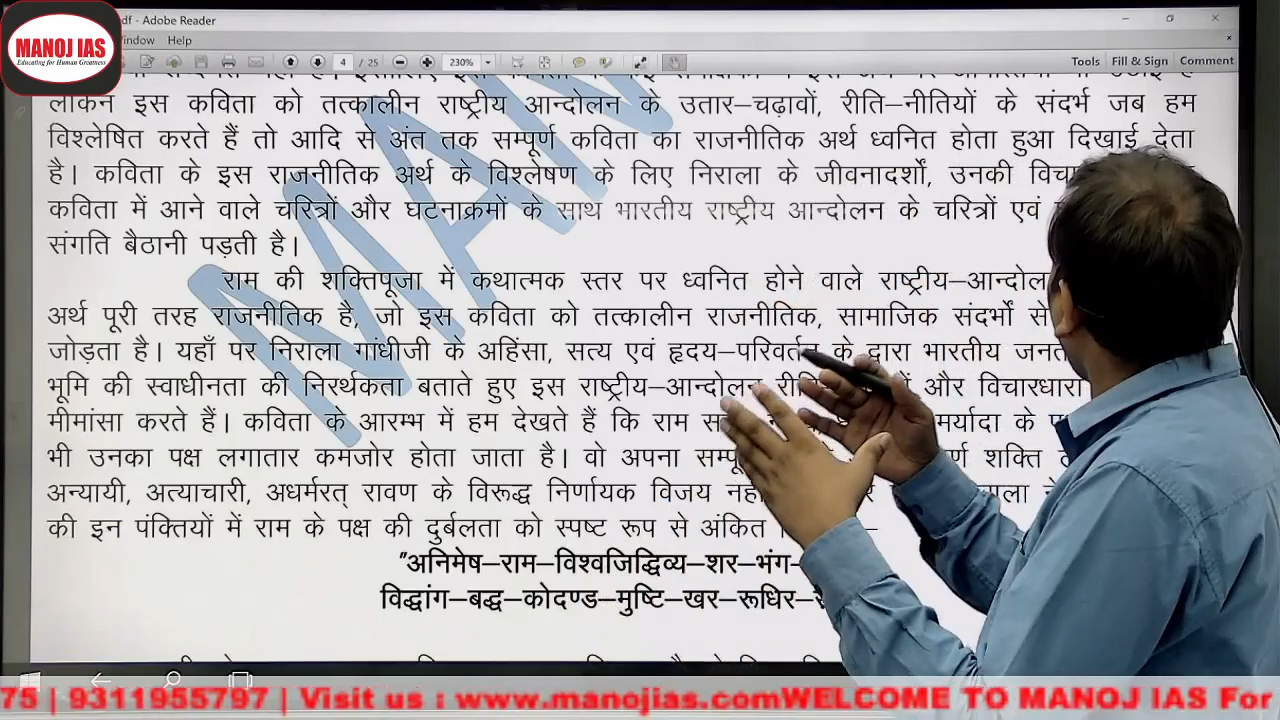 MANOJ IAS
Educating for Human Greatness
df - Adobe Reader
indow Help
4 / 25 230%
Tools Fill & Sign Comment
लेकिन इस कविता को तत्कालीन राष्ट्रीय आन्दोलन के उतार–चढ़ावों, रीति–नीतियों के संदर्भ जब हम
विश्लेषित करते हैं तो आदि से अंत तक सम्पूर्ण कविता का राजनीतिक अर्थ ध्वनित होता हुआ दिखाई देता
है। कविता के इस राजनीतिक अर्थ के विश्लेषण के लिए निराला के जीवनादर्शों, उनकी
कविता में आने वाले चरित्रों और घटनाक्रमों के साथ भारतीय राष्ट्रीय आन्दोलन के चरित्रों एवं
संगति बैठानी पड़ती है।
राम की शक्तिपूजा में कथात्मक स्तर पर ध्वनित होने वाले
अर्थ पूरी तरह राजनीतिक है, जो इस कविता को तत्कालीन राजनीतिक, सामाजिक संदर्भों से
जोड़ता है। यहाँ पर निराला गांधीजी के अहिंसा, सत्य एवं हृदय–परिवर्तन के द्वारा भारतीय
भूमि की स्वाधीनता की निरर्थकता बताते हुए इस राष्ट्रीय–आन्दोलन और विचारधारा
मीमांसा करते हैं। कविता के आरम्भ में हम देखते हैं कि राम मर्यादा के
भी उनका पक्ष लगातार कमजोर होता जाता है। वो अपना शक्ति
अन्यायी, अत्याचारी, अधर्मरत् रावण के विरूद्ध निर्णायक विजय
की इन पंक्तियों में राम के पक्ष की दुर्बलता को स्पष्ट रूप से अंकित
"अनिमेष–राम–विश्वजिद्दिव्य–शर–भंग–
विद्धांग–बद्ध–कोदण्ड–मुष्टि–खर–रूधिर–
MAN
75 | 9311955797 | Visit us :www.manojias.comWELCOME TO MANOJ IAS For